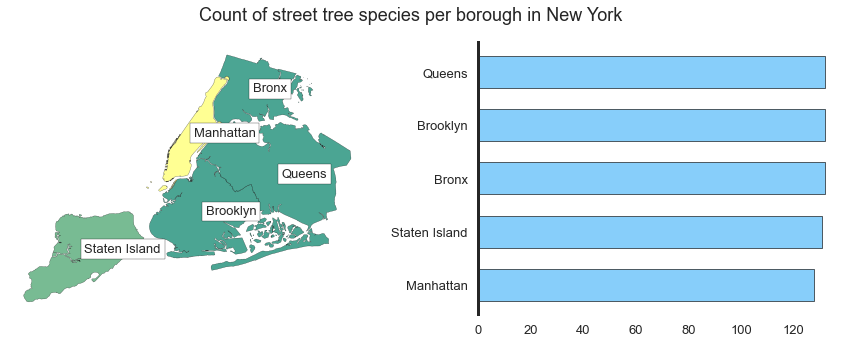 Count of street tree species per borough in New York
Bronx
Manhattan
Queens
Brooklyn
Staten Island
Queens
Brooklyn
Bronx
Staten Island
Manhattan
0 20 40 60 80 100 120